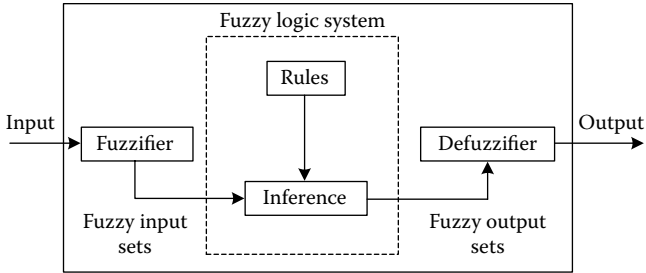 Fuzzy logic system
Rules
Input
Fuzzifier
Defuzzifier
Output
Inference
Fuzzy input
sets
Fuzzy output
sets